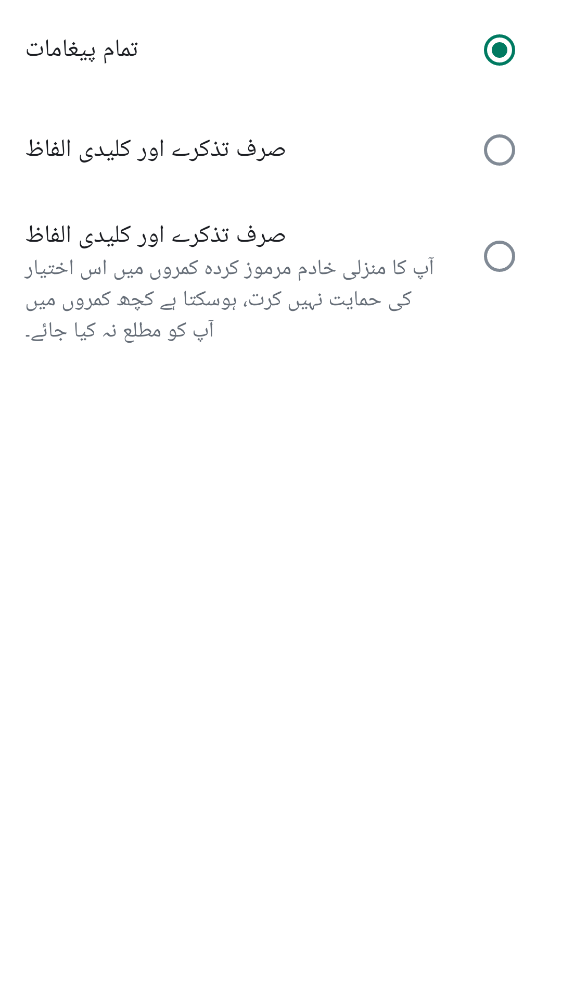 تمام پیغامات
صرف تذکرے اور کلیدی الفاظ
صرف تذکرے اور کلیدی الفاظ
آپ کا منزلی خادم مرموز کردہ کمروں میں اس اختیار
کی حمایت نہیں کرت، ہوسکتا ہے کچھ کمروں میں
آپ کو مطلع نہ کیا جائے۔